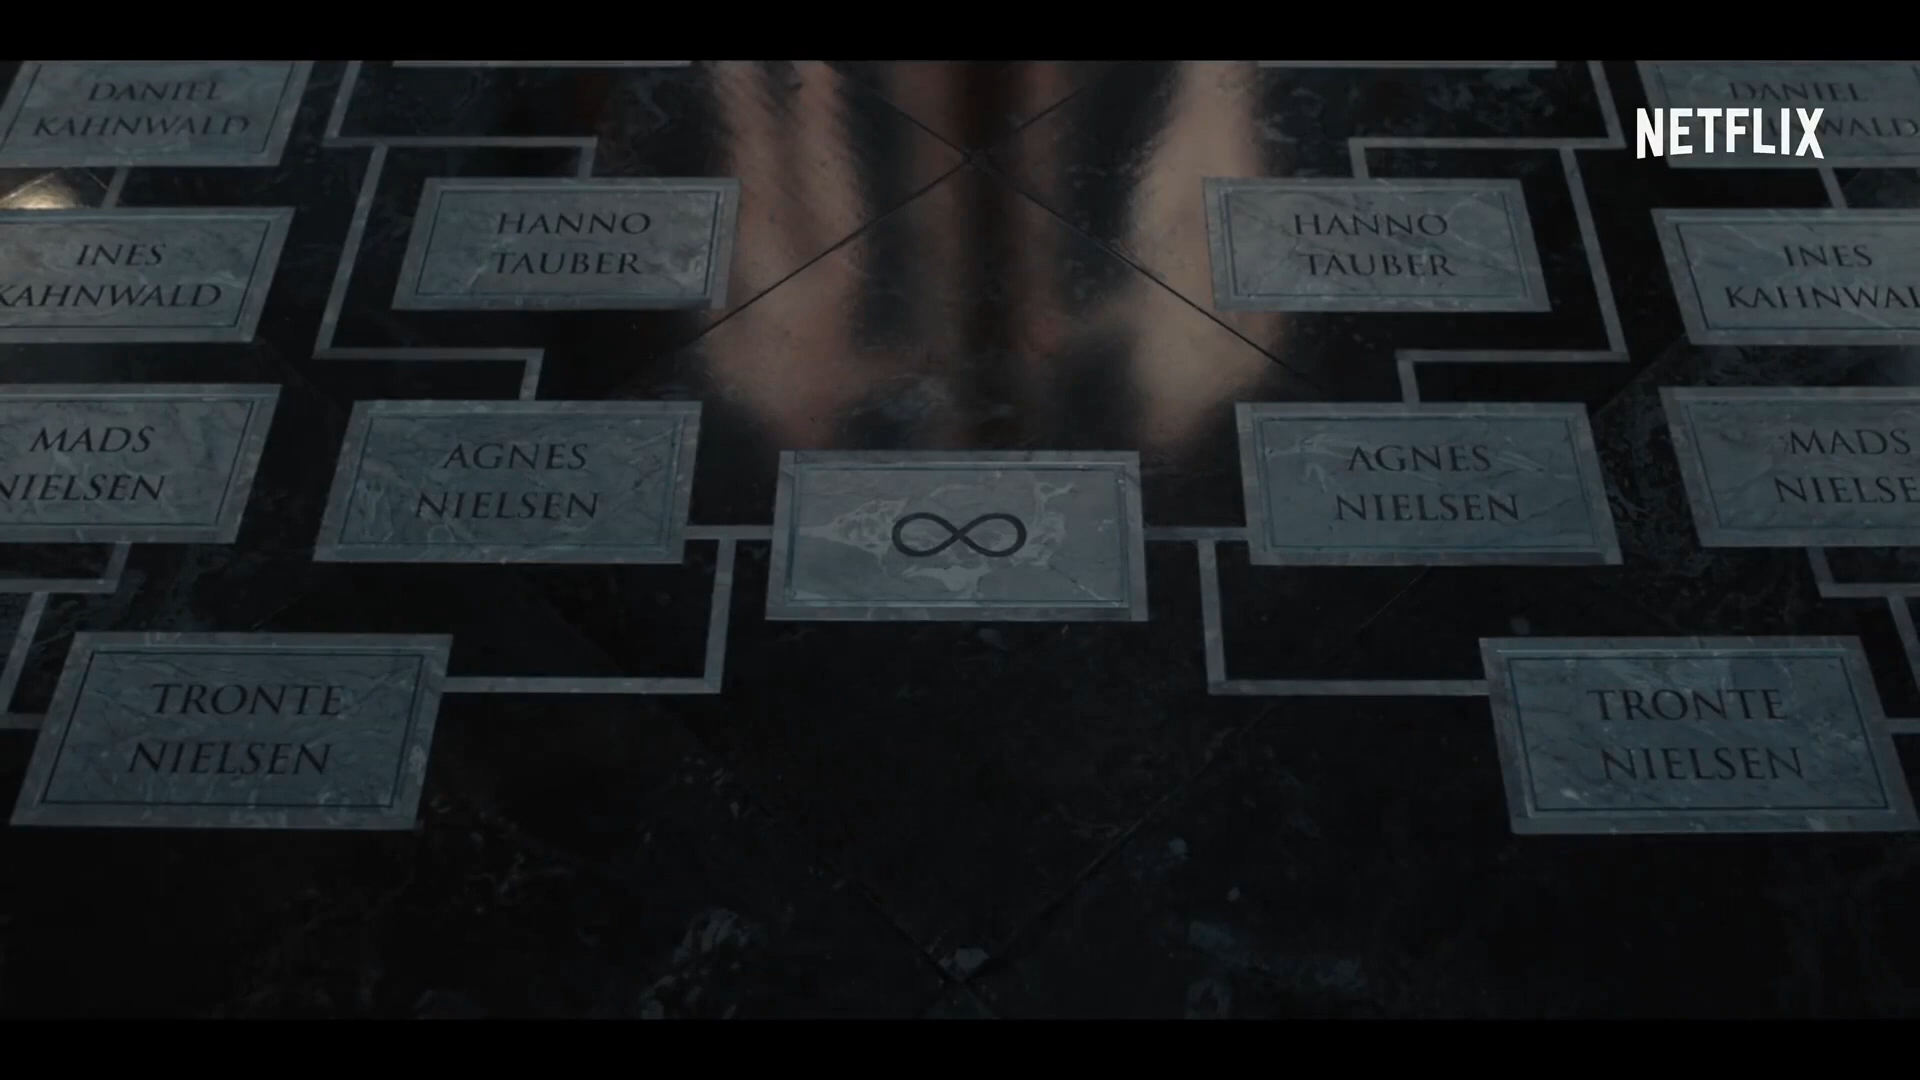 DANIEL
KAHNWALD
DANIEL
NETFLIX
HANNO
TAUBER
HANNO
TAUBER
INES
KAHNWALD
INES
MADS
NIELSEN
AGNES
NIELSEN
∞
AGNES
NIELSEN
MADS
TRONTE
NIELSEN
TRONTE
NIELSEN